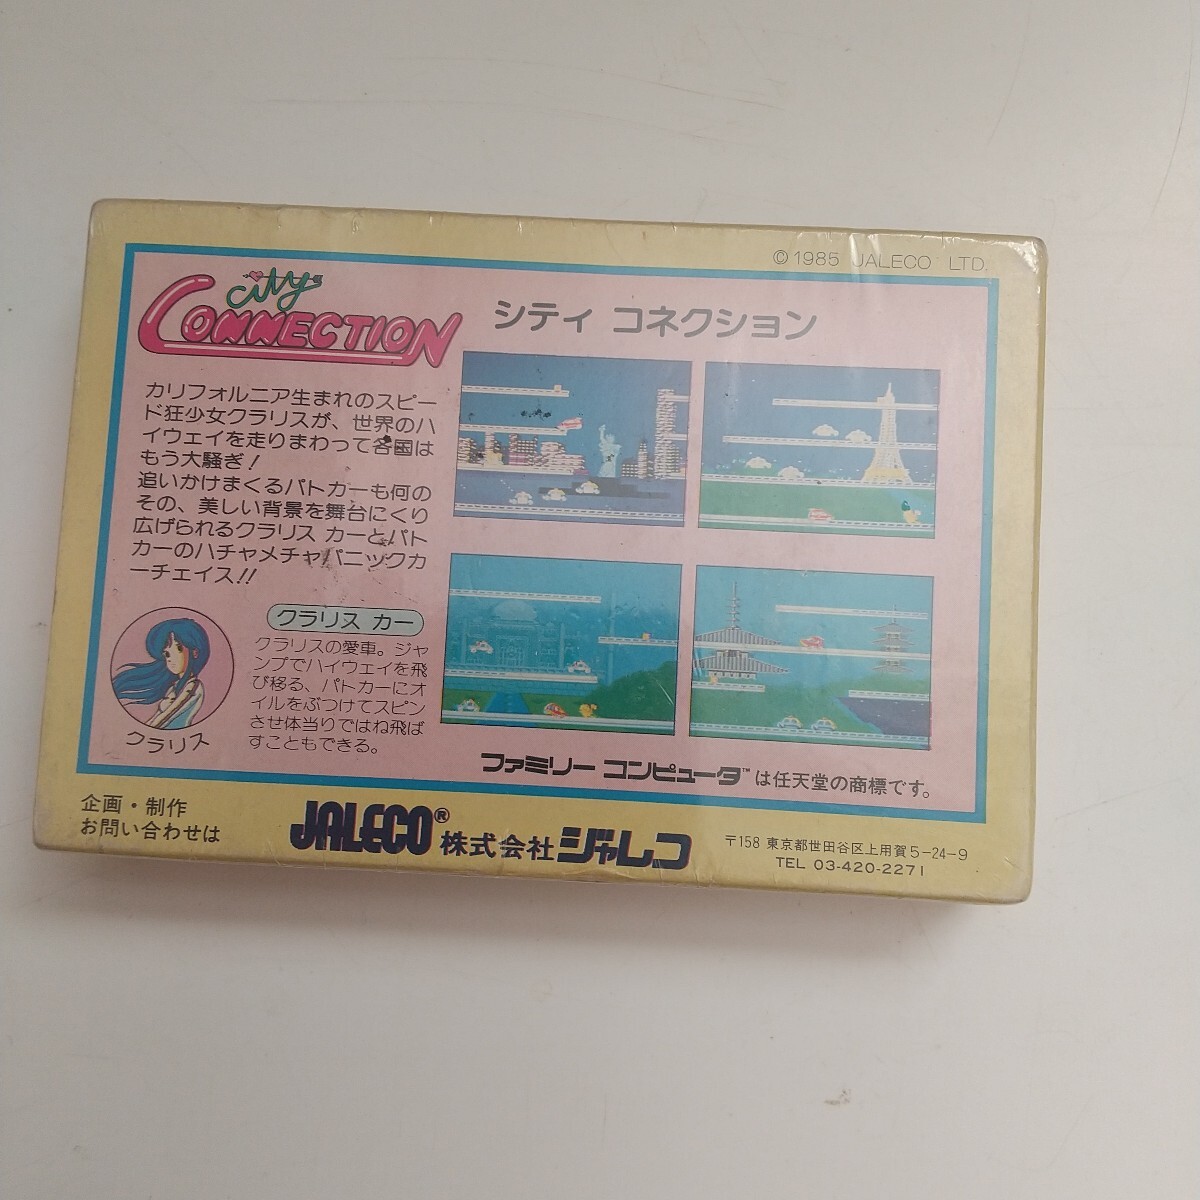 © 1985 JALECO LTD.
city
CONNECTION
シティ コネクション
カリフォルニア生まれのスピー
ド狂少女クラリスが、世界のハ
イウェイを走りまわって各国は
もう大騒ぎ!
追いかけまくるパトカーも何の
その、美しい背景を舞台にくり
広げられるクラリス カーとパト
カーのハチャメチャパニックカ
ーチェイス!!
クラリス
クラリス カー
クラリスの愛車。ジャ
ンプでハイウェイを飛
び移る、パトカーにオ
イルをぶつけてスピン
させ体当りではね飛ば
すこともできる。
ファミリー コンピュータ™は任天堂の商標です。
企画・制作
お問い合わせは
JALECO® 株式会社ジャレコ
〒158 東京都世田谷区上用賀5-24-9
TEL 03-420-2271